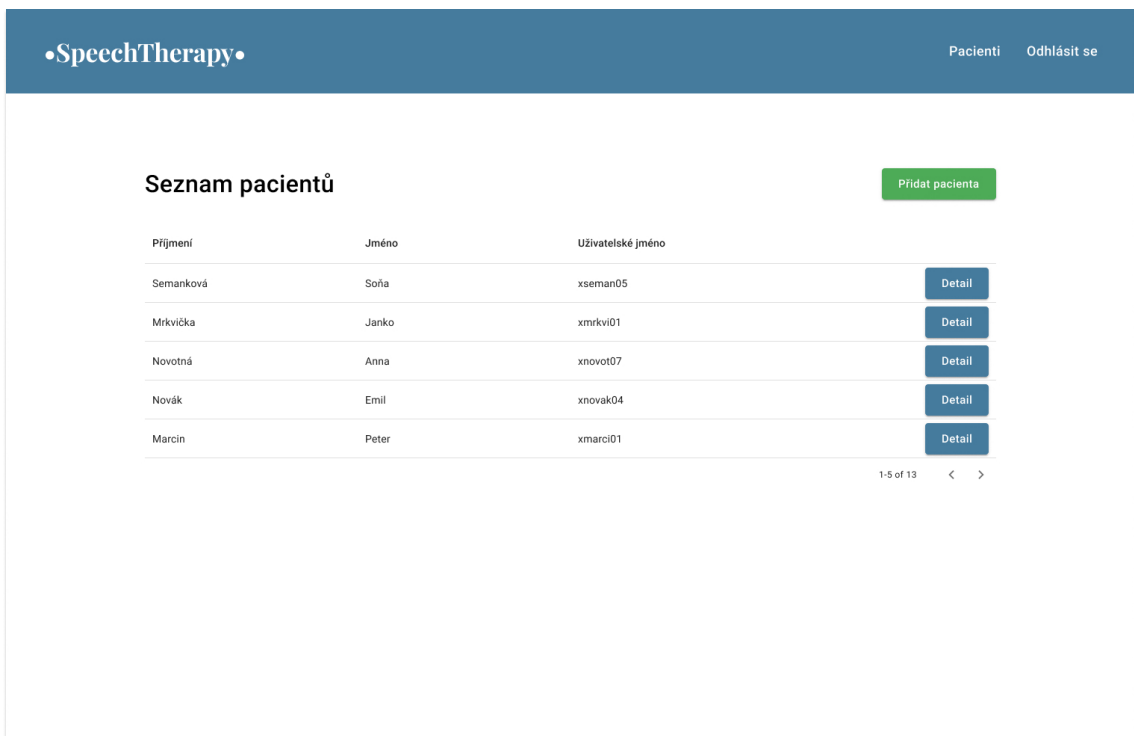 •SpeechTherapy• Pacienti Odhlásit se
Seznam pacientů Přidat pacienta
Příjmení Jméno Uživatelské jméno
Semanková Soňa xseman05 Detail
Mrkvička Janko xmrkvi01 Detail
Novotná Anna xnovot07 Detail
Novák Emil xnovak04 Detail
Marcin Peter xmarci01 Detail
1-5 of 13 < >